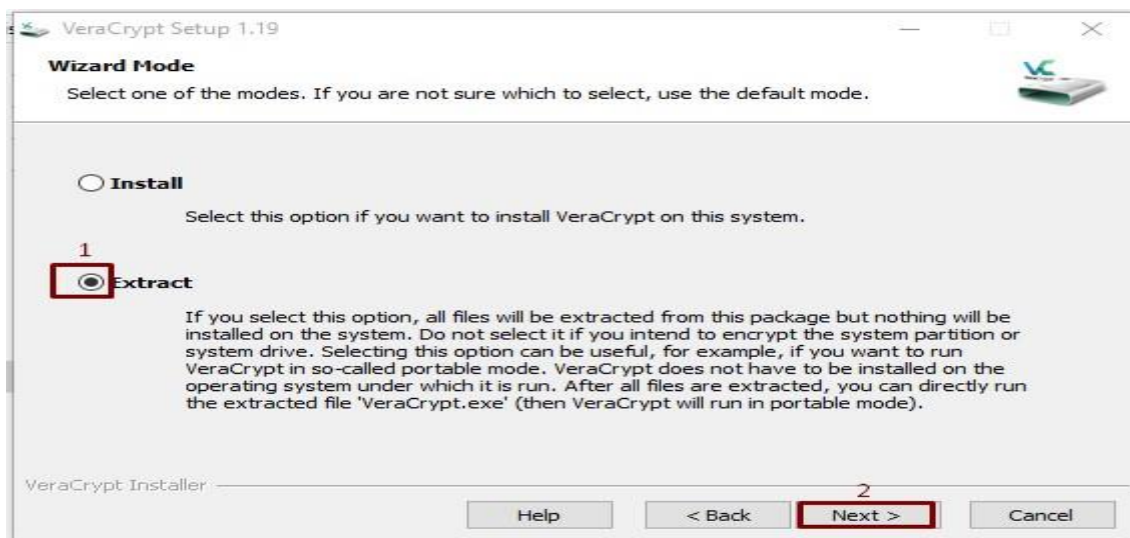 VeraCrypt Setup 1.19
Wizard Mode
Select one of the modes. If you are not sure which to select, use the default mode.
VC
Install
Select this option if you want to install VeraCrypt on this system.
1
Extract
If you select this option, all files will be extracted from this package but nothing will be
installed on the system. Do not select it if you intend to encrypt the system partition or
system drive. Selecting this option can be useful, for example, if you want to run
VeraCrypt in so-called portable mode. VeraCrypt does not have to be installed on the
operating system under which it is run. After all files are extracted, you can directly run
the extracted file 'VeraCrypt.exe' (then VeraCrypt will run in portable mode).
VeraCrypt Installer
2
Help < Back Next > Cancel